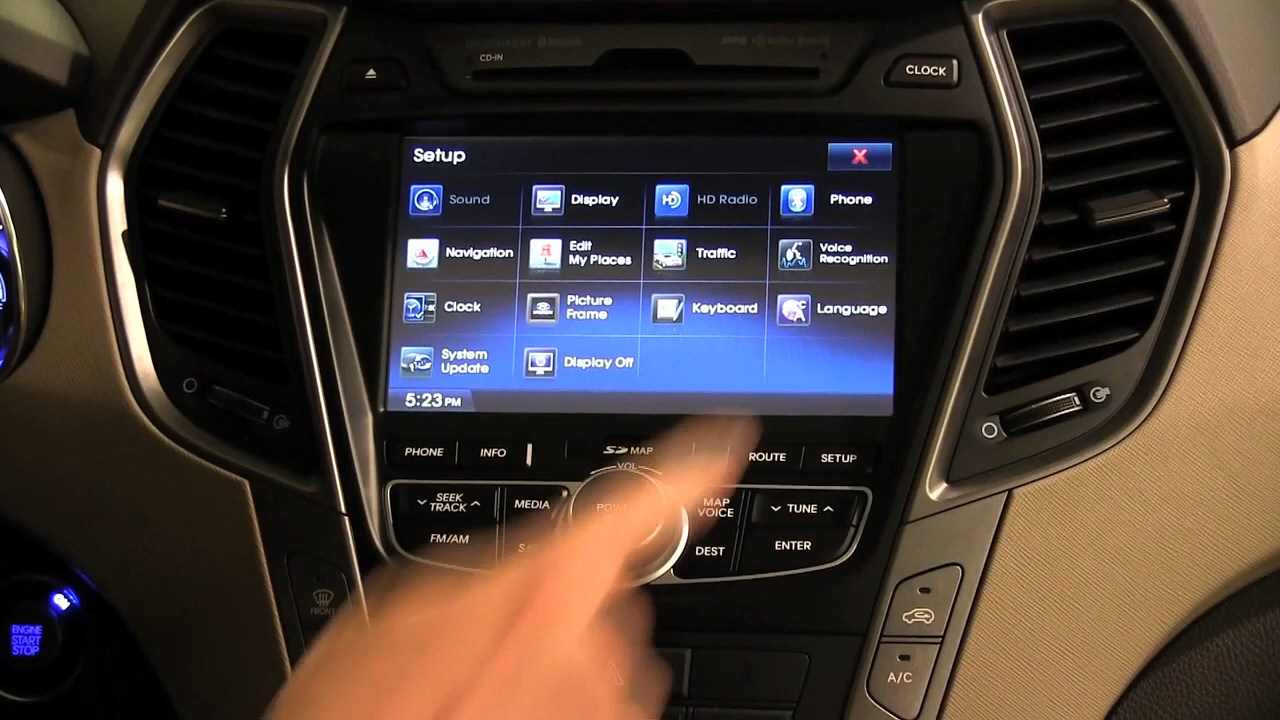 CD-IN
CLOCK
Setup
Sound
Display
HD Radio
Phone
Navigation
Edit
My Places
Traffic
Voice
Recognition
Clock
Picture
Frame
Keyboard
Language
System
Update
Display Off
5:23 PM
PHONE
INFO
SD MAP
ROUTE
SETUP
VOL
SEEK
TRACK
MEDIA
MAP
VOICE
TUNE
FM/AM
DEST
ENTER
FRONT
ENGINE
START
STOP
A/C